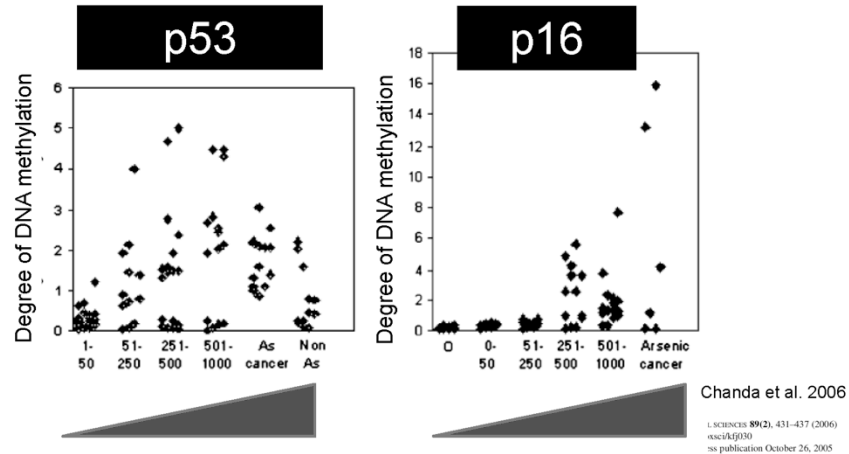 p53
p16
Degree of DNA methylation
6
5
4
3
2
1
0
1-
50
51-
250
251-
500
501-
1000
As
cancer
Non
As
Degree of DNA methylation
18
16
14
12
10
8
6
4
2
0
O
0-
50
51-
250
251-
500
501-
1000
Arsenic
cancer
Chanda et al. 2006
L SCIENCES 89(2), 431–437 (2006)
oxsci/kfj030
ss publication October 26, 2005